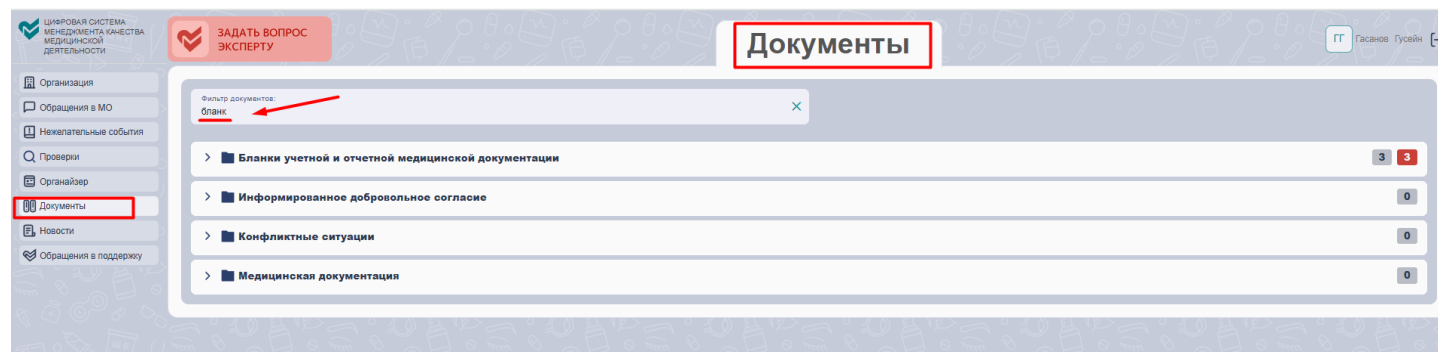 ЦИФРОВАЯ СИСТЕМА
МЕНЕДЖМЕНТА КАЧЕСТВА
МЕДИЦИНСКОЙ
ДЕЯТЕЛЬНОСТИ
ЗАДАТЬ ВОПРОС
ЭКСПЕРТУ
Документы
ГГ Гасанов Гусейн
Организация
Обращения в МО
Нежелательные события
Проверки
Органайзер
Документы
Новости
Обращения в поддержку
Фильтр документов:
бланк
Бланки учетной и отчетной медицинской документации 3 3
Информированное добровольное согласие 0
Конфликтные ситуации 0
Медицинская документация 0